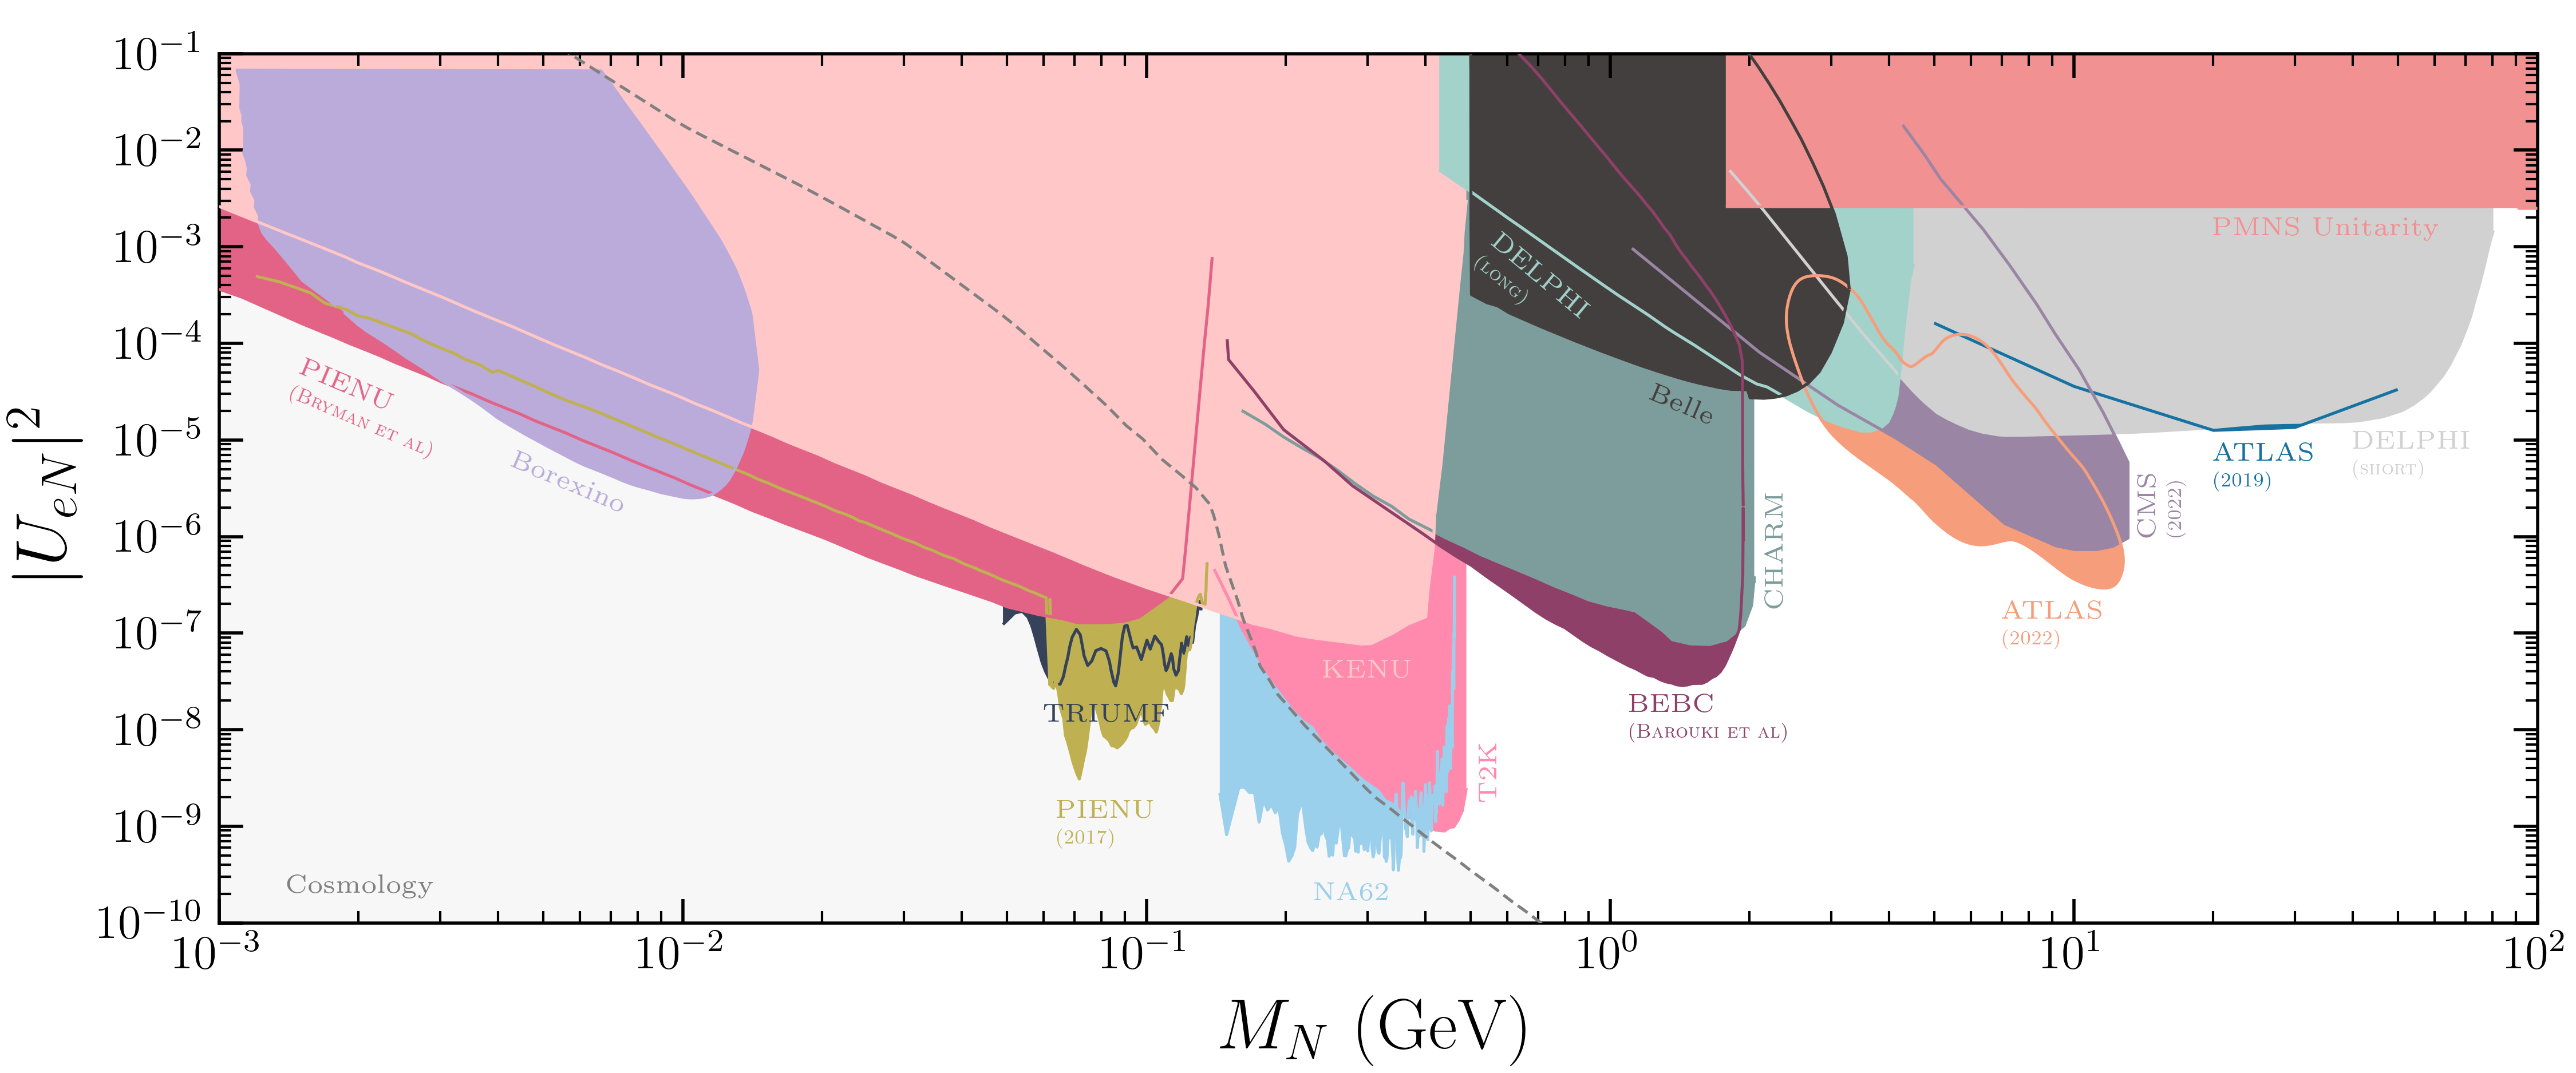 |U_{eN}|^2
10^{-1}
10^{-2}
10^{-3}
10^{-4}
10^{-5}
10^{-6}
10^{-7}
10^{-8}
10^{-9}
10^{-10}
PMNS Unitarity
DELPHI
(LONG)
PIENU
(BRYMAN ET AL)
Borexino
Belle
CHARM
CMS
(2022)
ATLAS
(2019)
DELPHI
(SHORT)
ATLAS
(2022)
KENU
TRIUMF
BEBC
(BAROUKI ET AL)
T2K
PIENU
(2017)
NA62
Cosmology
10^{-3}
10^{-2}
10^{-1}
10^{0}
10^{1}
10^{2}
M_N (GeV)